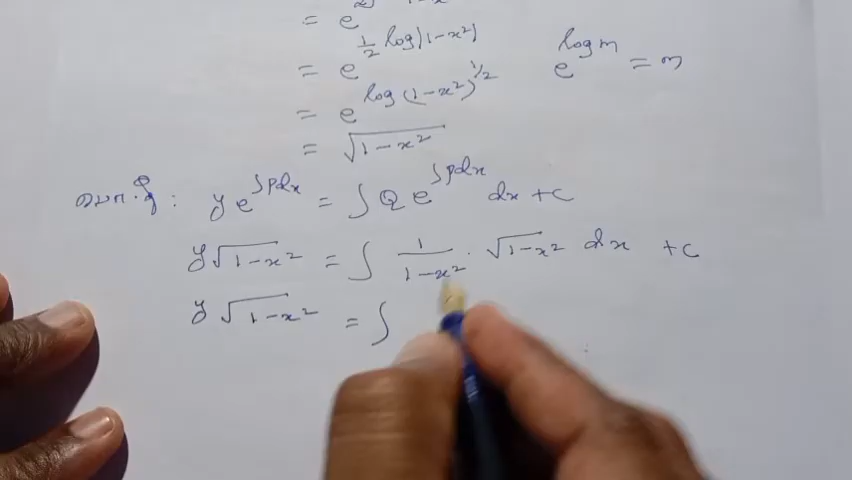 = e
= e^{½ log(1-x²)} e^{log m} = m
= e^{log (1-x²)^{1/2}}
= √(1-x²)
: y e^{∫pdx} = ∫ Q e^{∫pdx} dx + c
y √(1-x²) = ∫ 1/(1-x²) · √(1-x²) dx + c
y √(1-x²) = ∫